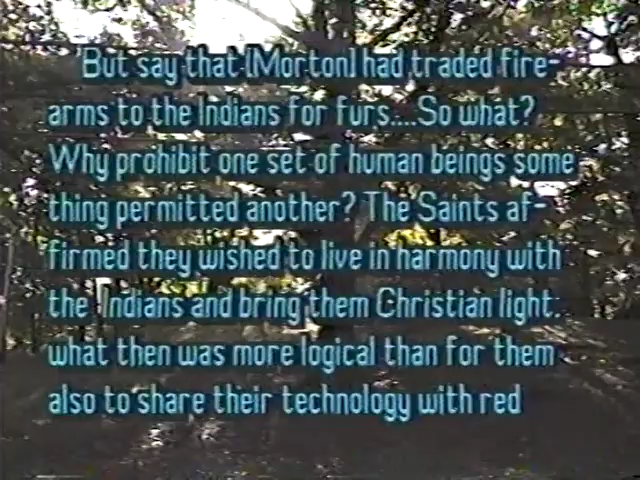 But say that [Morton] had traded fire-
arms to the Indians for furs....So what?
Why prohibit one set of human beings some
thing permitted another? The Saints af-
firmed they wished to live in harmony with
the Indians and bring them Christian light:
what then was more logical than for them
also to share their technology with red